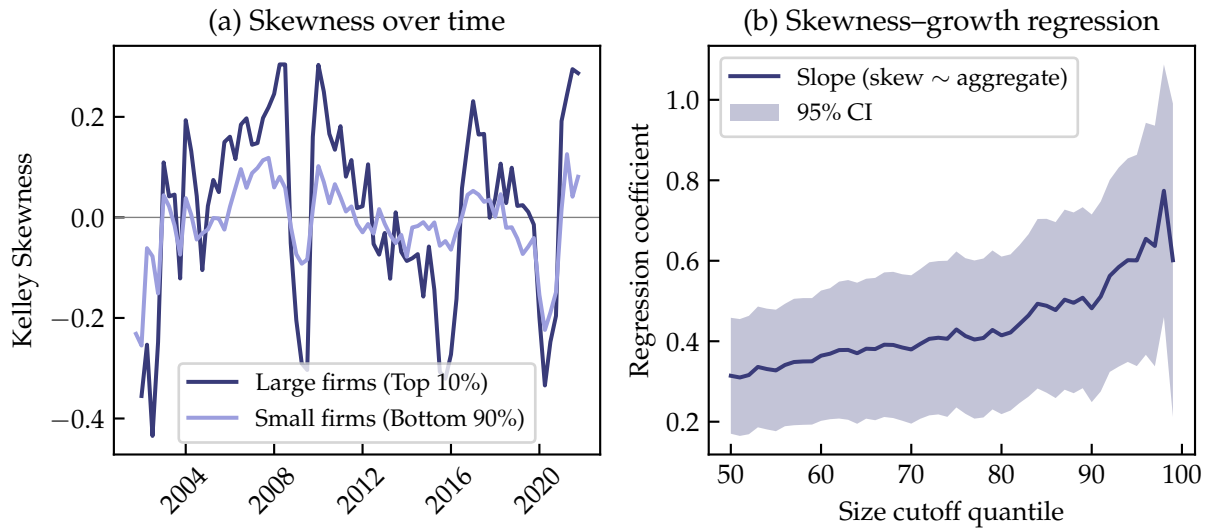 (a) Skewness over time
Kelley Skewness
0.2
0.0
−0.2
−0.4
Large firms (Top 10%)
Small firms (Bottom 90%)
2004
2008
2012
2016
2020
(b) Skewness–growth regression
Regression coefficient
1.0
0.8
0.6
0.4
0.2
Slope (skew ∼ aggregate)
95% CI
50
60
70
80
90
100
Size cutoff quantile